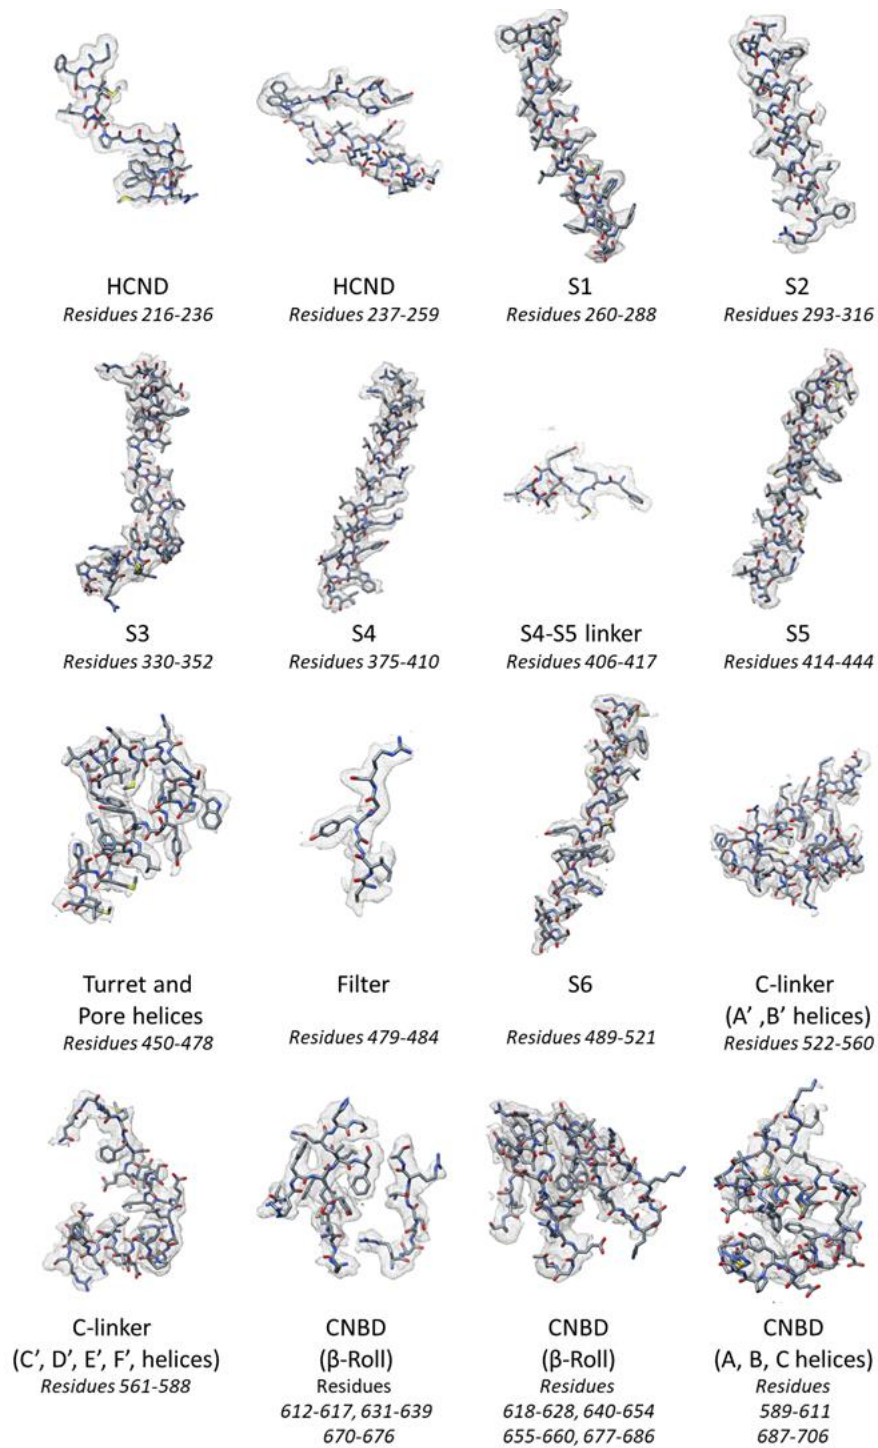 HCND
Residues 216-236
HCND
Residues 237-259
S1
Residues 260-288
S2
Residues 293-316
S3
Residues 330-352
S4
Residues 375-410
S4-S5 linker
Residues 406-417
S5
Residues 414-444
Turret and
Pore helices
Residues 450-478
Filter
Residues 479-484
S6
Residues 489-521
C-linker
(A’ ,B’ helices)
Residues 522-560
C-linker
(C’, D’, E’, F’, helices)
Residues 561-588
CNBD
(β-Roll)
Residues
612-617, 631-639
670-676
CNBD
(β-Roll)
Residues
618-628, 640-654
655-660, 677-686
CNBD
(A, B, C helices)
Residues
589-611
687-706